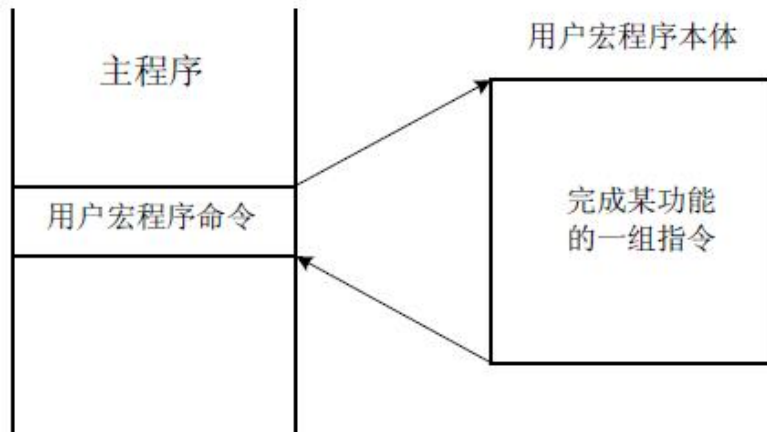 用户宏程序本体
主程序
用户宏程序命令
完成某功能
的一组指令